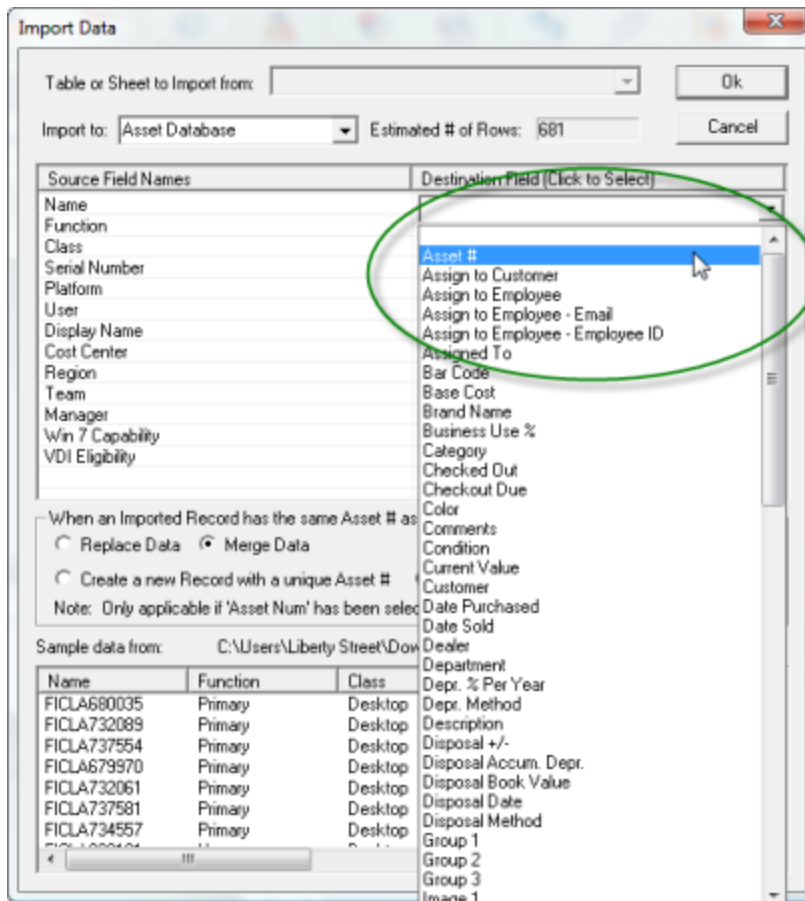 Import Data
Table or Sheet to Import from:
Ok
Import to: Asset Database Estimated # of Rows: 681
Cancel
Source Field Names Destination Field (Click to Select)
Name
Function
Class
Serial Number
Platform
User
Display Name
Cost Center
Region
Team
Manager
Win 7 Capability
VDI Eligibility
Asset #
Assign to Customer
Assign to Employee
Assign to Employee - Email
Assign to Employee - Employee ID
Assigned To
Bar Code
Base Cost
Brand Name
Business Use %
Category
Checked Out
Checkout Due
Color
Comments
Condition
Current Value
Customer
Date Purchased
Date Sold
Dealer
Department
Depr. % Per Year
Depr. Method
Description
Disposal +/-
Disposal Accum. Depr.
Disposal Book Value
Disposal Date
Disposal Method
Group 1
Group 2
Group 3
Image 1
When an Imported Record has the same Asset # as
Replace Data Merge Data
Create a new Record with a unique Asset #
Note: Only applicable if 'Asset Num' has been selec
Sample data from: C:\Users\Liberty Street\Dow
Name Function Class
FICLA680035 Primary Desktop
FICLA732089 Primary Desktop
FICLA737554 Primary Desktop
FICLA679970 Primary Desktop
FICLA732061 Primary Desktop
FICLA737581 Primary Desktop
FICLA734557 Primary Desktop